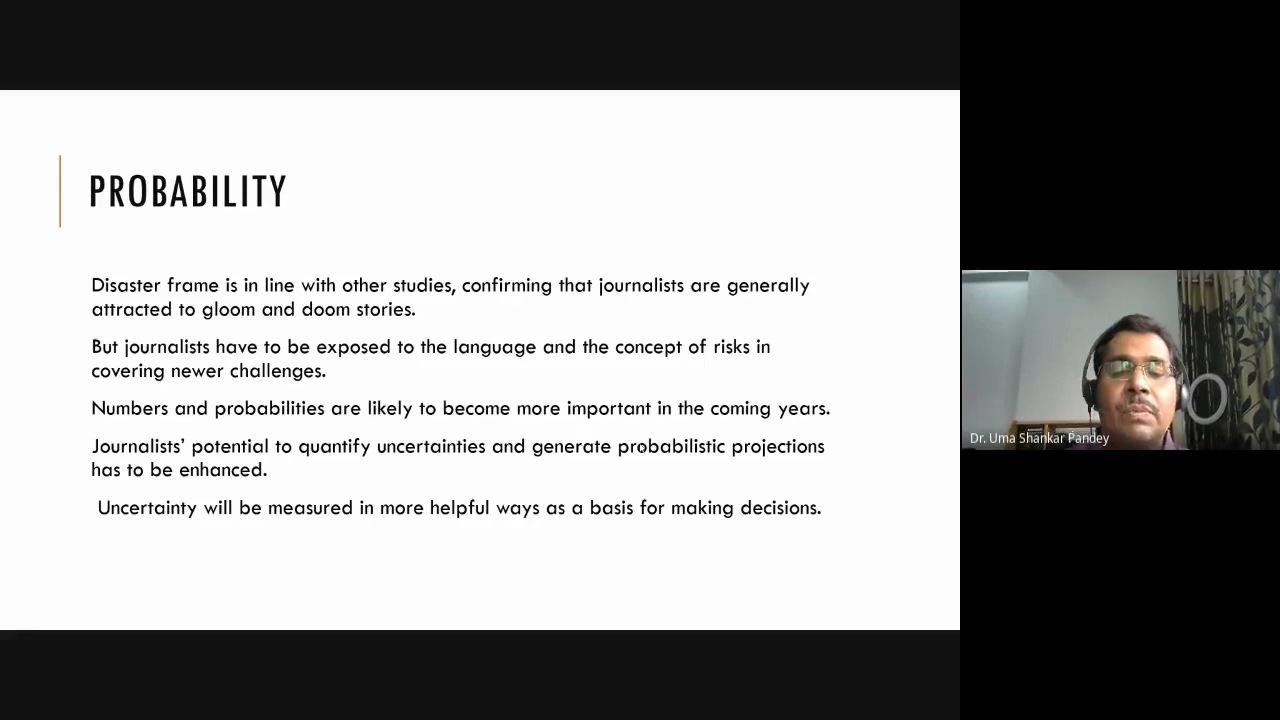 PROBABILITY
Disaster frame is in line with other studies, confirming that journalists are generally
attracted to gloom and doom stories.
But journalists have to be exposed to the language and the concept of risks in
covering newer challenges.
Numbers and probabilities are likely to become more important in the coming years.
Journalists’ potential to quantify uncertainties and generate probabilistic projections
has to be enhanced.
Uncertainty will be measured in more helpful ways as a basis for making decisions.
Dr. Uma Shankar Pandey